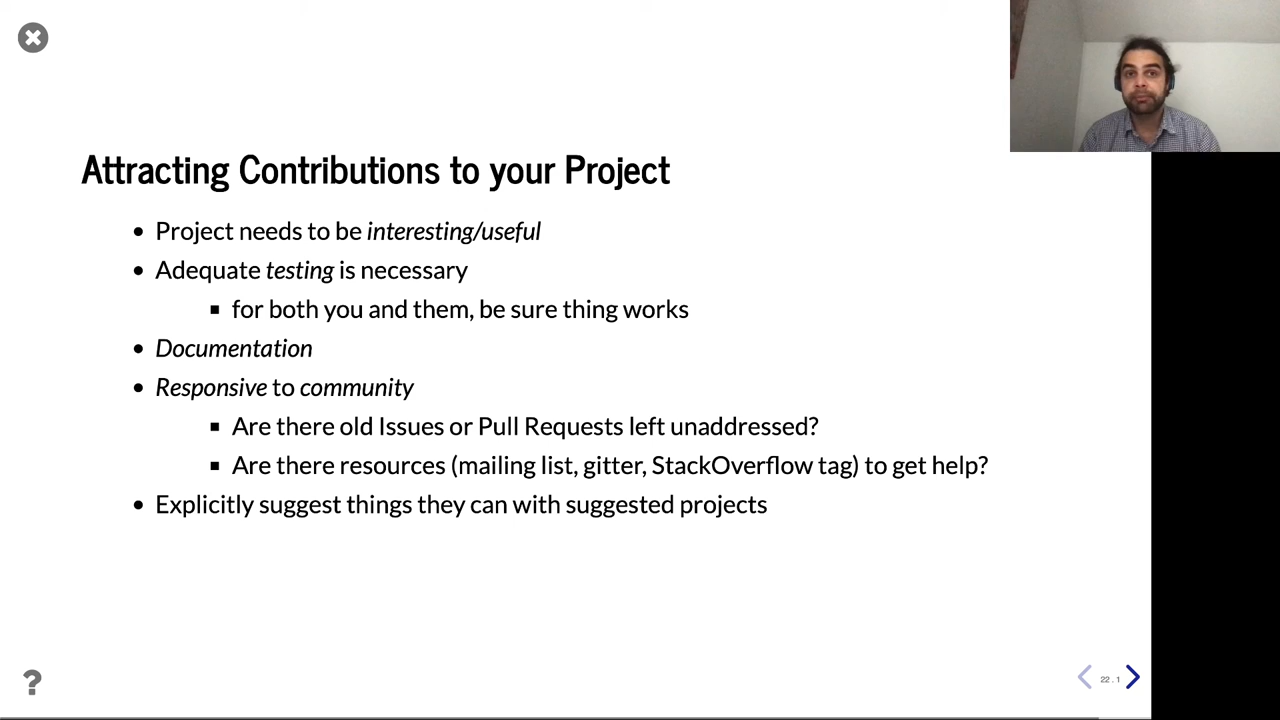 Attracting Contributions to your Project
• Project needs to be interesting/useful
• Adequate testing is necessary
▪ for both you and them, be sure thing works
• Documentation
• Responsive to community
▪ Are there old Issues or Pull Requests left unaddressed?
▪ Are there resources (mailing list, gitter, StackOverflow tag) to get help?
• Explicitly suggest things they can with suggested projects
?
22 . 1